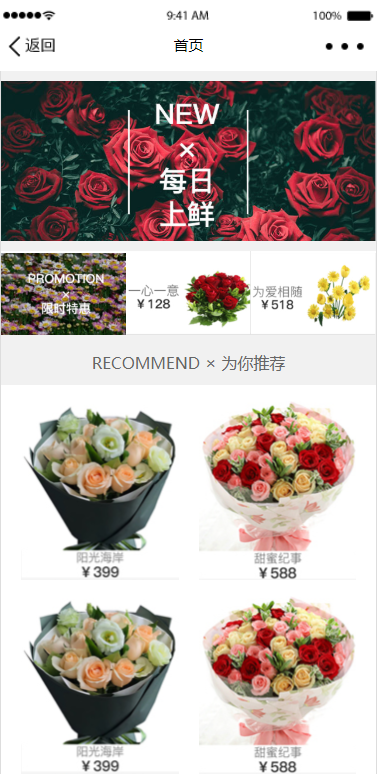 9:41 AM
100%
返回
首页
NEW
×
每日
上鲜
PROMOTION
×
限时特惠
一心一意
￥128
为爱相随
￥518
RECOMMEND × 为你推荐
阳光海岸
￥399
甜蜜纪事
￥588
阳光海岸
￥399
甜蜜纪事
￥588